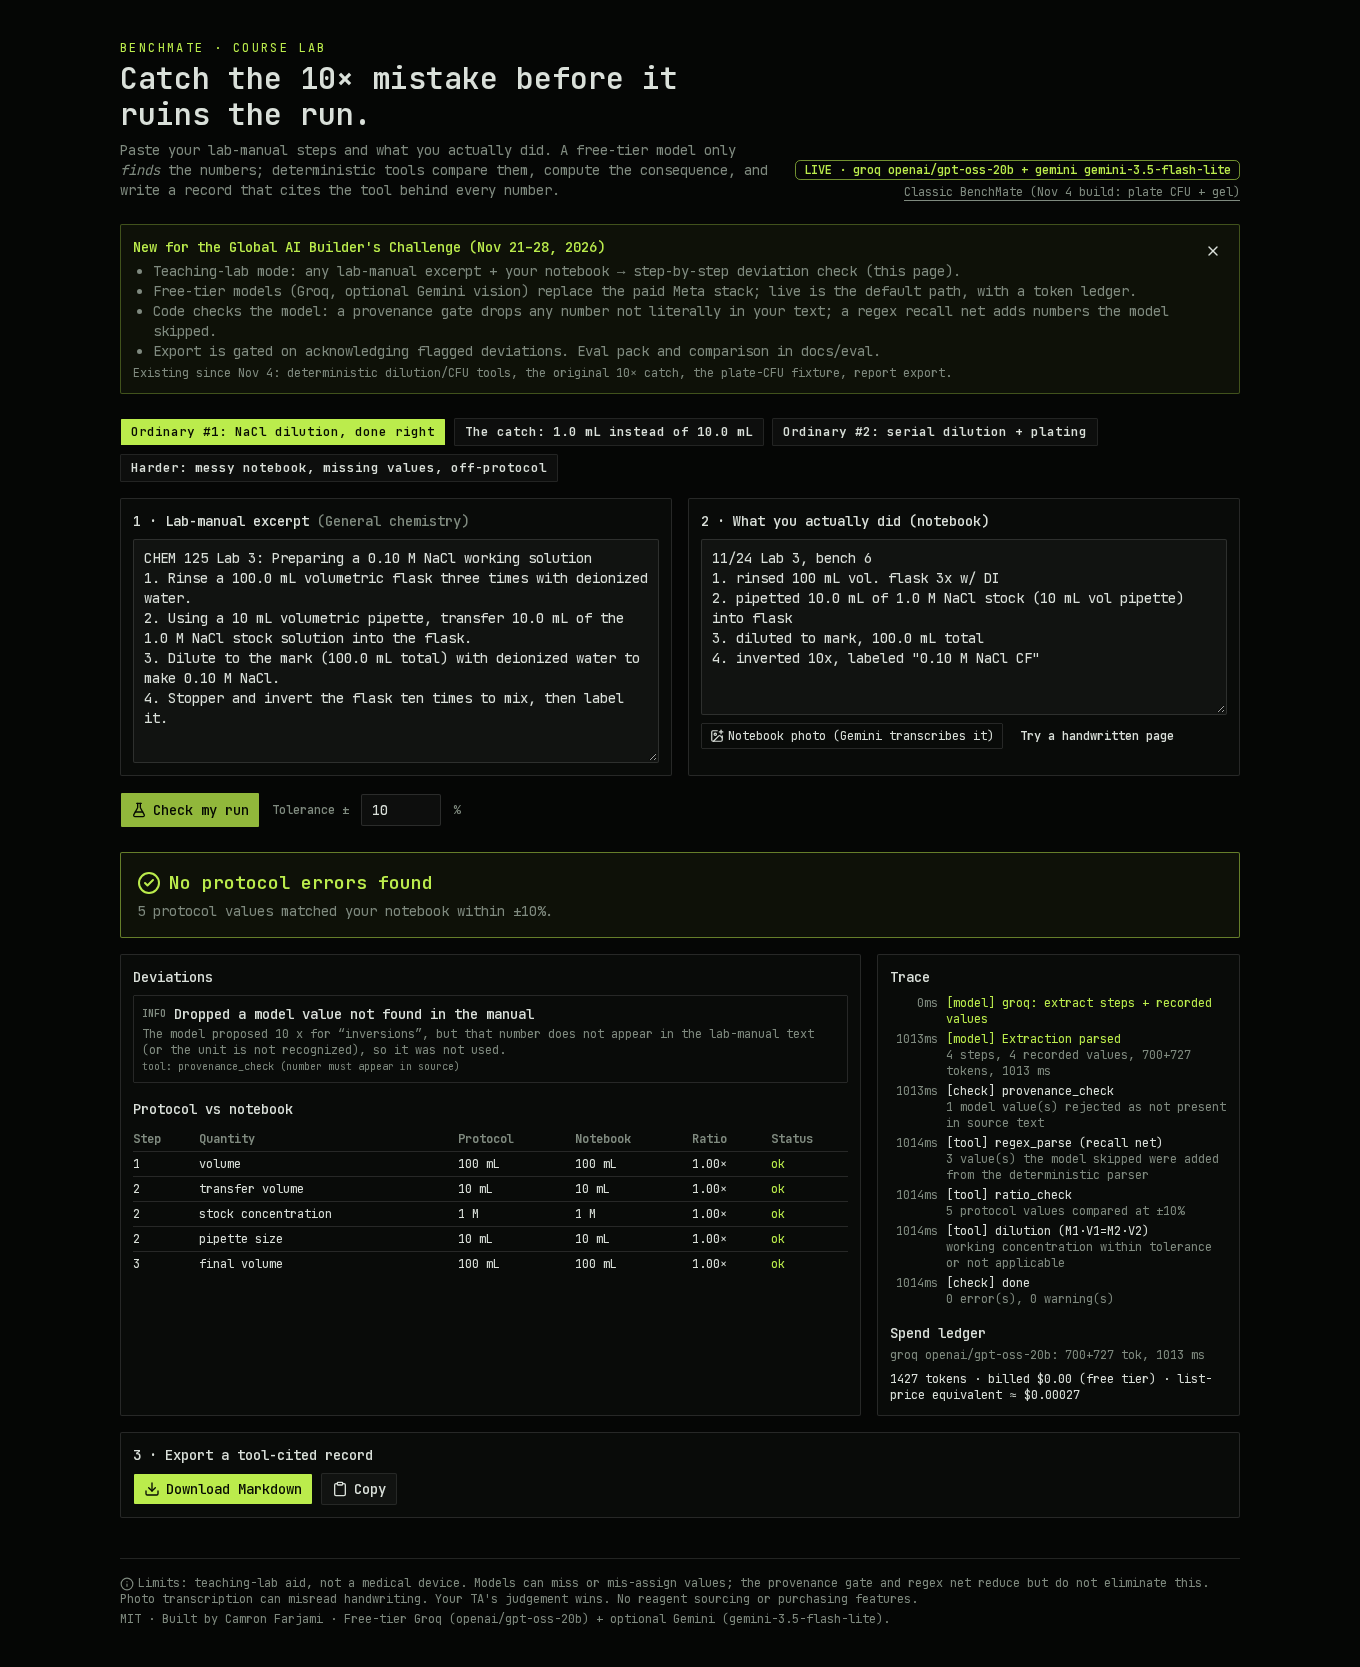 BENCHMATE · COURSE LAB
Catch the 10× mistake before it
ruins the run.
Paste your lab-manual steps and what you actually did. A free-tier model only
finds the numbers; deterministic tools compare them, compute the consequence, and
write a record that cites the tool behind every number.
LIVE · groq openai/gpt-oss-20b + gemini gemini-3.5-flash-lite
Classic BenchMate (Nov 4 build: plate CFU + gel)
New for the Global AI Builder's Challenge (Nov 21–28, 2026)
• Teaching-lab mode: any lab-manual excerpt + your notebook → step-by-step deviation check (this page).
• Free-tier models (Groq, optional Gemini vision) replace the paid Meta stack; live is the default path, with a token ledger.
• Code checks the model: a provenance gate drops any number not literally in your text; a regex recall net adds numbers the model
skipped.
• Export is gated on acknowledging flagged deviations. Eval pack and comparison in docs/eval.
Existing since Nov 4: deterministic dilution/CFU tools, the original 10× catch, the plate-CFU fixture, report export.
Ordinary #1: NaCl dilution, done right
The catch: 1.0 mL instead of 10.0 mL
Ordinary #2: serial dilution + plating
Harder: messy notebook, missing values, off-protocol
1 · Lab-manual excerpt (General chemistry)
CHEM 125 Lab 3: Preparing a 0.10 M NaCl working solution
1. Rinse a 100.0 mL volumetric flask three times with deionized
water.
2. Using a 10 mL volumetric pipette, transfer 10.0 mL of the
1.0 M NaCl stock solution into the flask.
3. Dilute to the mark (100.0 mL total) with deionized water to
make 0.10 M NaCl.
4. Stopper and invert the flask ten times to mix, then label
it.
2 · What you actually did (notebook)
11/24 Lab 3, bench 6
1. rinsed 100 mL vol. flask 3x w/ DI
2. pipetted 10.0 mL of 1.0 M NaCl stock (10 mL vol pipette)
into flask
3. diluted to mark, 100.0 mL total
4. inverted 10x, labeled "0.10 M NaCl CF"
Notebook photo (Gemini transcribes it)
Try a handwritten page
Check my run
Tolerance ± 10 %
No protocol errors found
5 protocol values matched your notebook within ±10%.
Deviations
INFO Dropped a model value not found in the manual
The model proposed 10 x for “inversions”, but that number does not appear in the lab-manual text
(or the unit is not recognized), so it was not used.
tool: provenance_check (number must appear in source)
Protocol vs notebook
Step Quantity Protocol Notebook Ratio Status
1 volume 100 mL 100 mL 1.00× ok
2 transfer volume 10 mL 10 mL 1.00× ok
2 stock concentration 1 M 1 M 1.00× ok
2 pipette size 10 mL 10 mL 1.00× ok
3 final volume 100 mL 100 mL 1.00× ok
Trace
0ms [model] groq: extract steps + recorded
values
1013ms [model] Extraction parsed
4 steps, 4 recorded values, 700+727
tokens, 1013 ms
1013ms [check] provenance_check
1 model value(s) rejected as not present
in source text
1014ms [tool] regex_parse (recall net)
3 value(s) the model skipped were added
from the deterministic parser
1014ms [tool] ratio_check
5 protocol values compared at ±10%
1014ms [tool] dilution (M1·V1=M2·V2)
working concentration within tolerance
or not applicable
1014ms [check] done
0 error(s), 0 warning(s)
Spend ledger
groq openai/gpt-oss-20b: 700+727 tok, 1013 ms
1427 tokens · billed $0.00 (free tier) · list-
price equivalent ≈ $0.00027
3 · Export a tool-cited record
Download Markdown
Copy
Limits: teaching-lab aid, not a medical device. Models can miss or mis-assign values; the provenance gate and regex net reduce but do not eliminate this.
Photo transcription can misread handwriting. Your TA's judgement wins. No reagent sourcing or purchasing features.
MIT · Built by Camron Farjami · Free-tier Groq (openai/gpt-oss-20b) + optional Gemini (gemini-3.5-flash-lite).